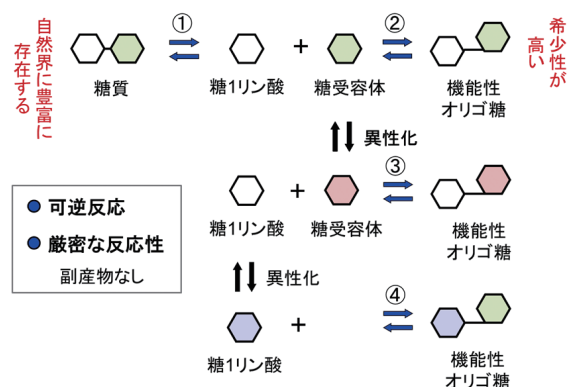 自然界に豊富に
存在する
①
②
希少性が
高い
+
糖質
糖1リン酸
糖受容体
機能性
オリゴ糖
異性化
③
+
糖1リン酸
糖受容体
機能性
オリゴ糖
可逆反応
厳密な反応性
副産物なし
異性化
④
+
糖1リン酸
機能性
オリゴ糖